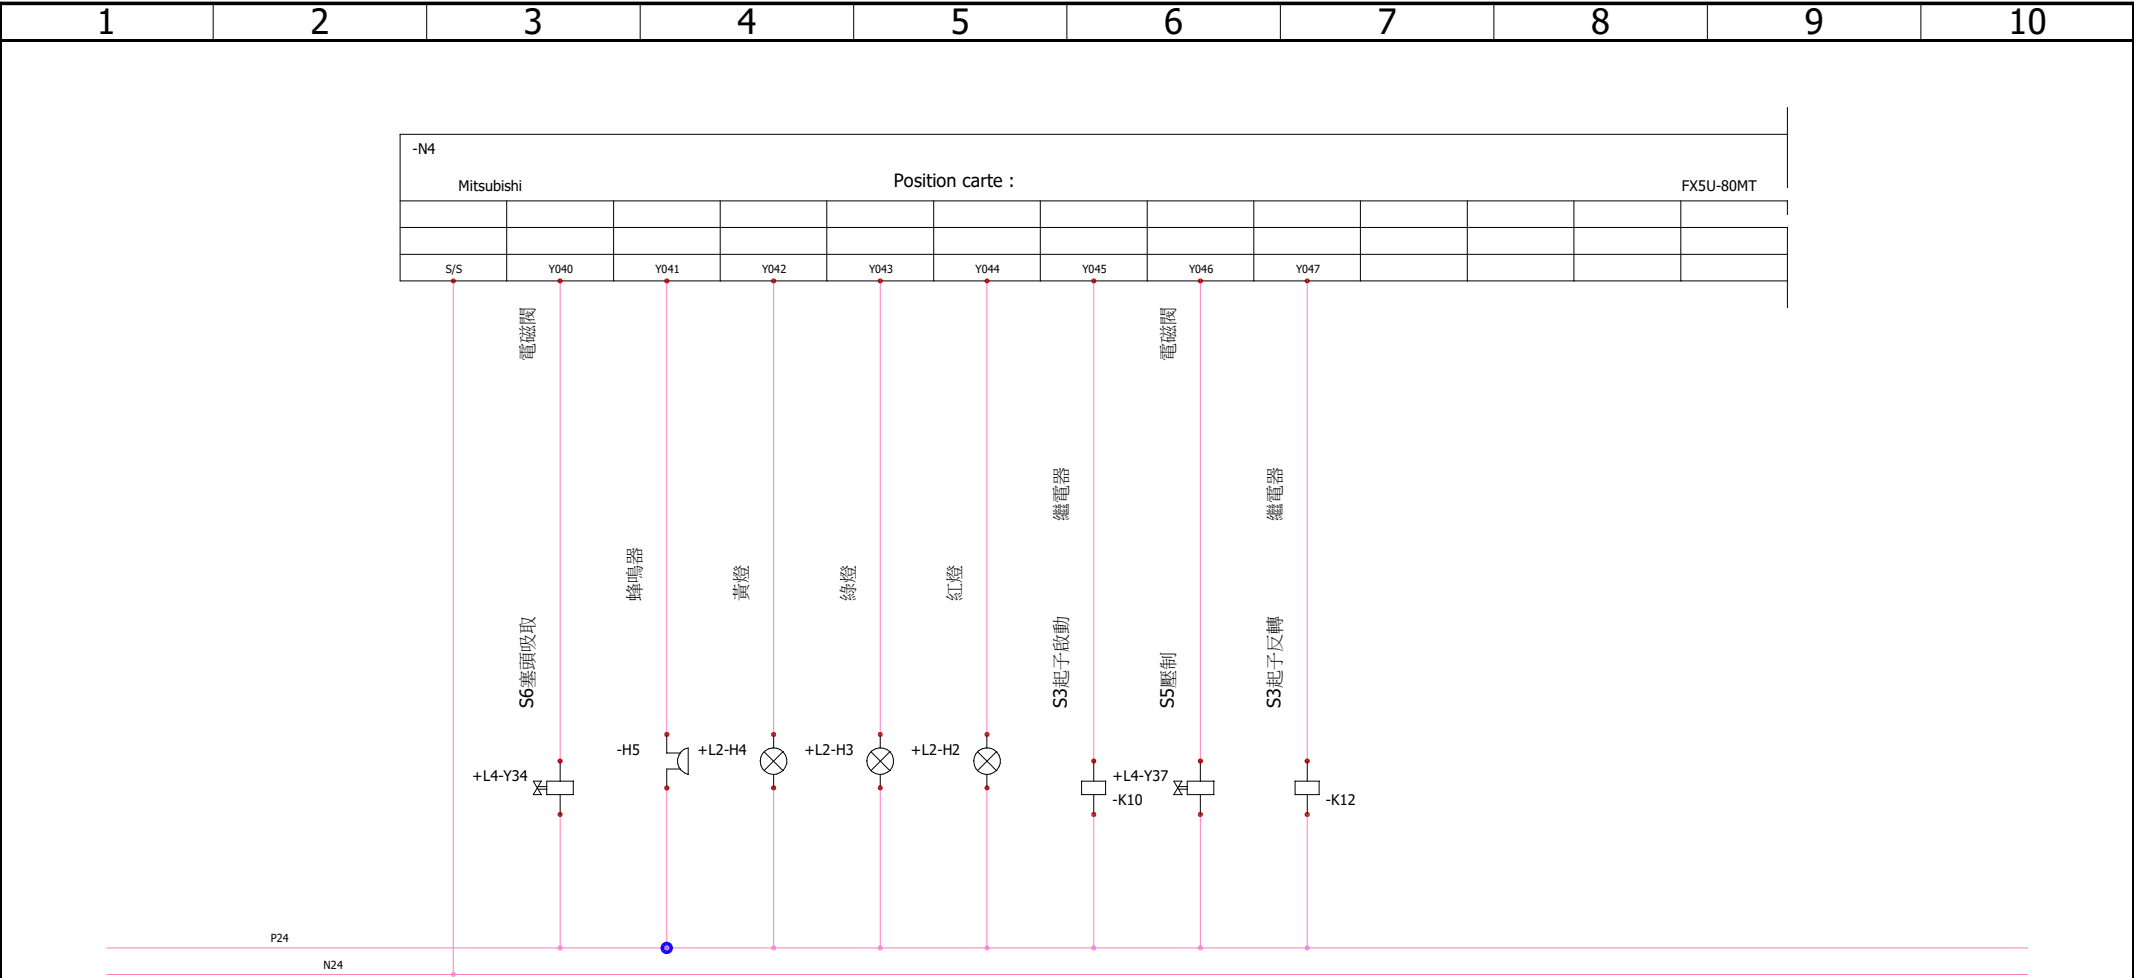 1 2 3 4 5 6 7 8 9 10
-N4
Mitsubishi Position carte : FX5U-80MT
S/S Y040 Y041 Y042 Y043 Y044 Y045 Y046 Y047
電磁閥
電磁閥
繼電器
繼電器
蜂鳴器
黃燈
綠燈
紅燈
S6塞頭吸取
S3起子啟動
S5壓制
S3起子反轉
-H5 +L2-H4 +L2-H3 +L2-H2
+L4-Y34 +L4-Y37
-K10 -K12
P24
N24